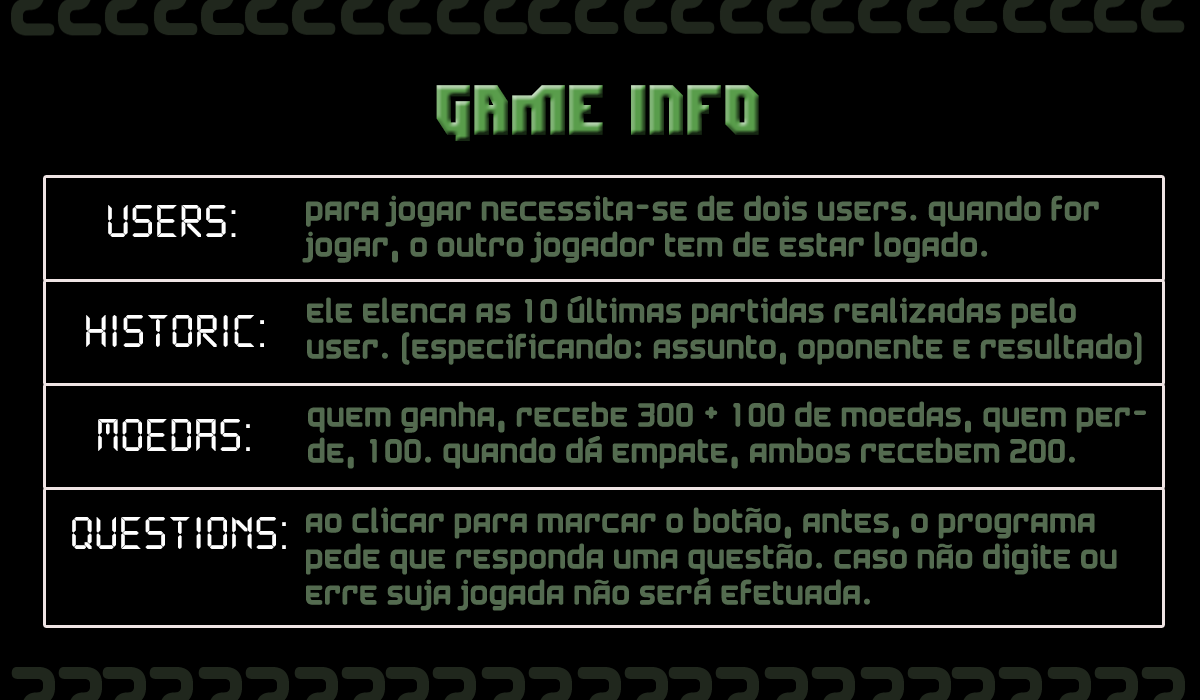 GAME INFO
USERS:
para jogar necessita-se de dois users. quando for
jogar, o outro jogador tem de estar logado.
HISTORIC:
ele elenca as 10 últimas partidas realizadas pelo
user. (especificando: assunto, oponente e resultado)
MOEDAS:
quem ganha, recebe 300 + 100 de moedas, quem per-
de, 100. quando dá empate, ambos recebem 200.
QUESTIONS:
ao clicar para marcar o botão, antes, o programa
pede que responda uma questão. caso não digite ou
erre suja jogada não será efetuada.